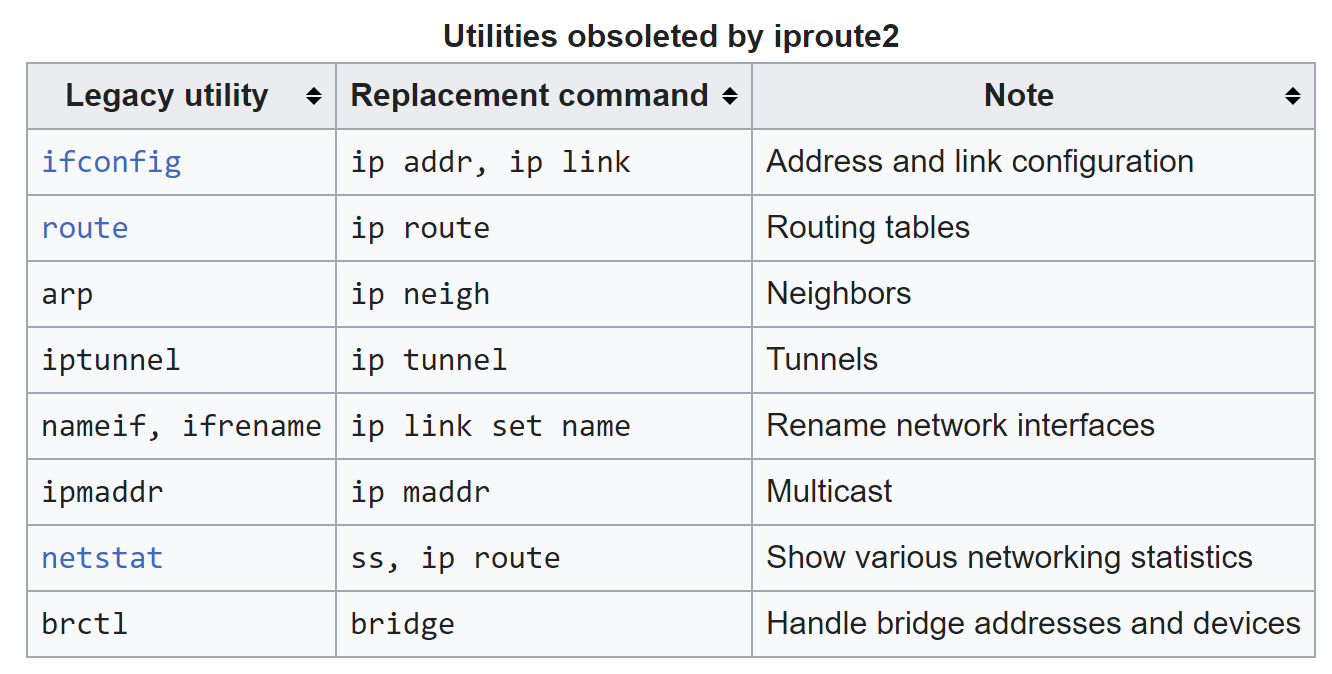 Utilities obsoleted by iproute2
Legacy utility Replacement command Note
ifconfig ip addr, ip link Address and link configuration
route ip route Routing tables
arp ip neigh Neighbors
iptunnel ip tunnel Tunnels
nameif, ifrename ip link set name Rename network interfaces
ipmaddr ip maddr Multicast
netstat ss, ip route Show various networking statistics
brctl bridge Handle bridge addresses and devices